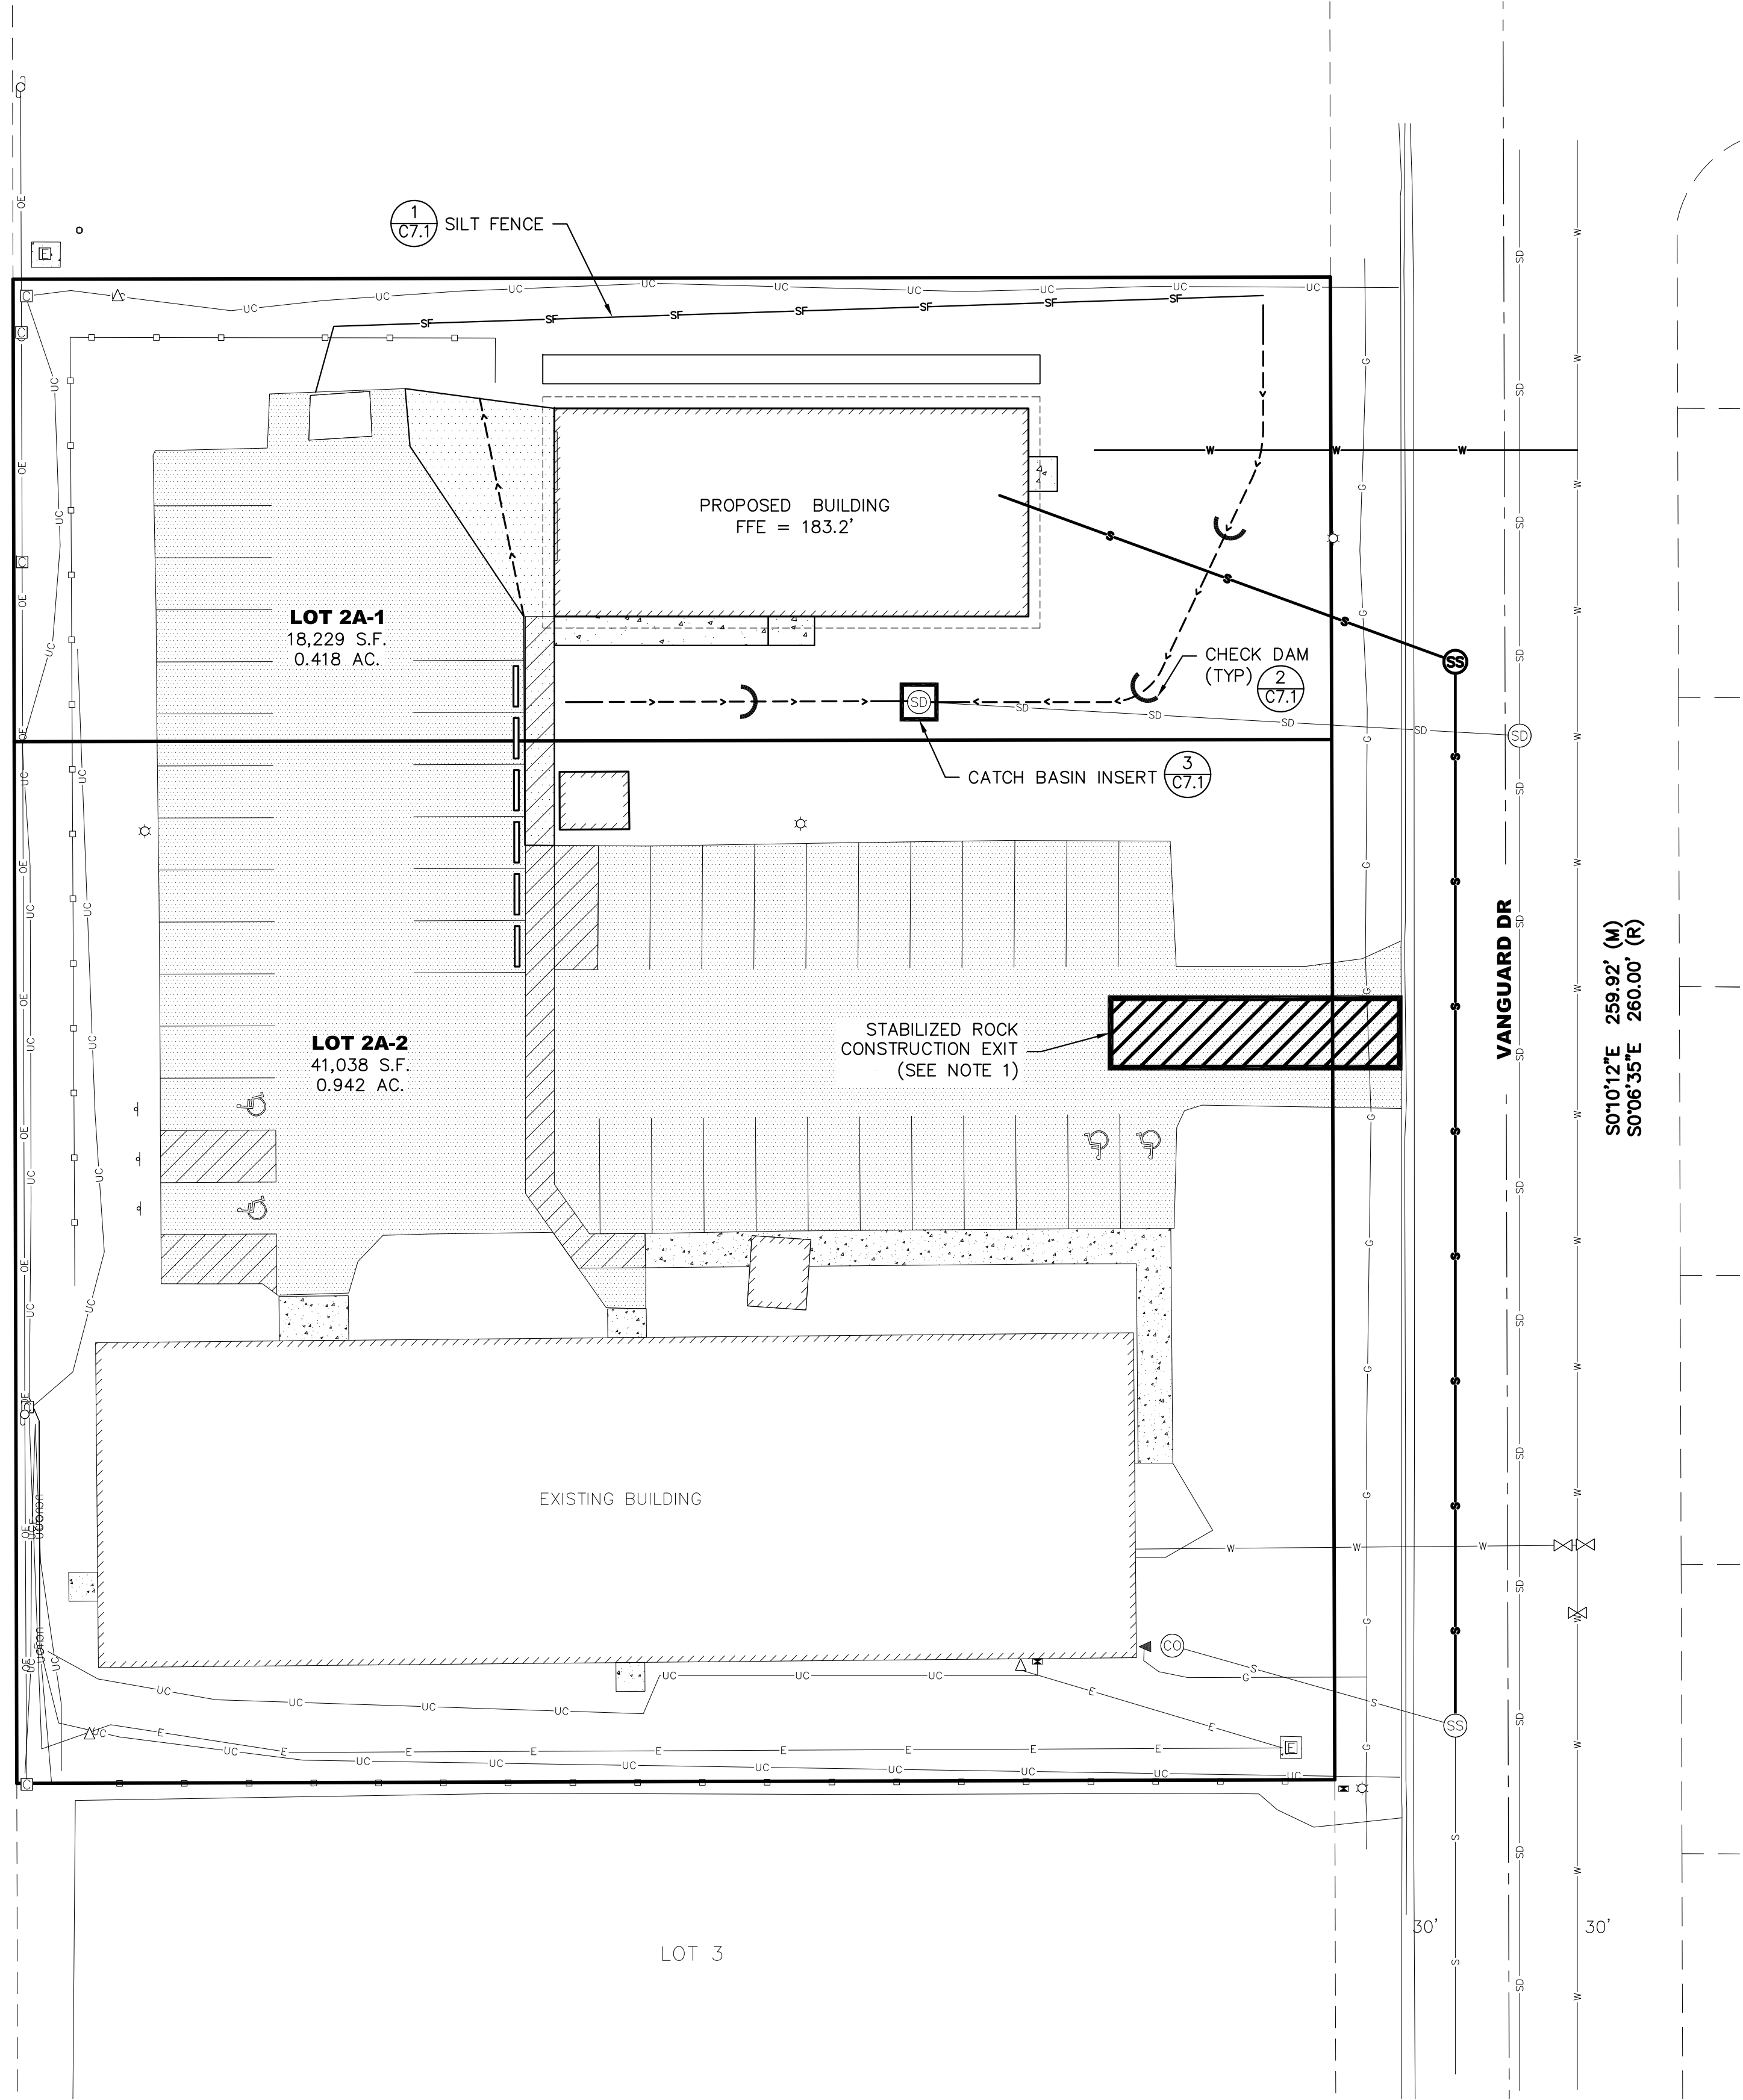 1
C7.1
SILT FENCE
PROPOSED BUILDING
FFE = 183.2'
LOT 2A-1
18,229 S.F.
0.418 AC.
CHECK DAM
(TYP)
2
C7.1
SS
SD
SD
CATCH BASIN INSERT
3
C7.1
STABILIZED ROCK
CONSTRUCTION EXIT
(SEE NOTE 1)
LOT 2A-2
41,038 S.F.
0.942 AC.
VANGUARD DR
S0°10'12"E 259.92' (M)
S0°06'35"E 260.00' (R)
EXISTING BUILDING
CO
SS
E
30'
30'
LOT 3